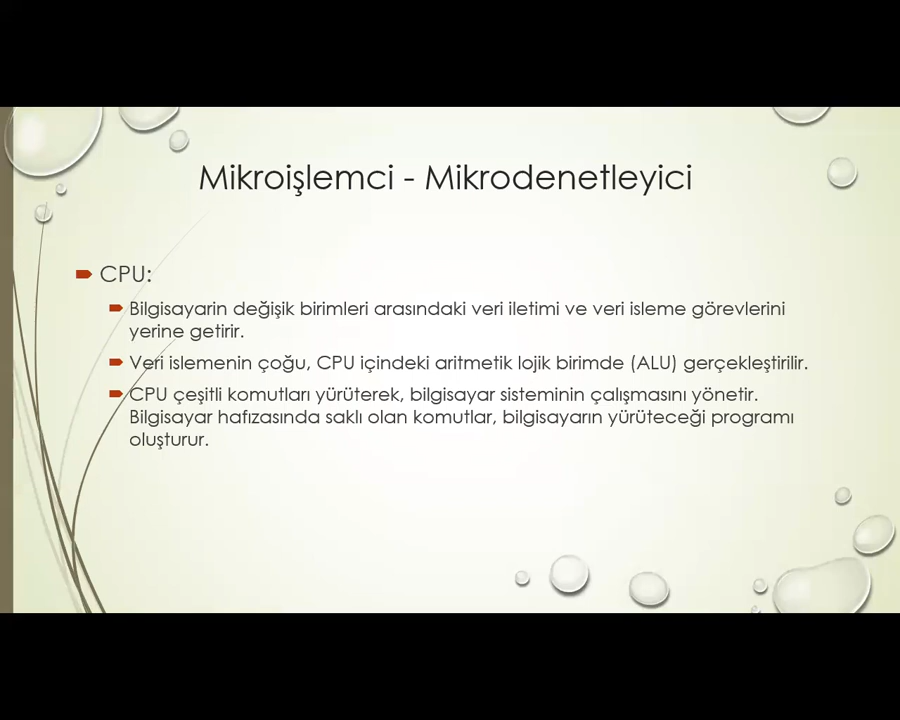 Mikroişlemci - Mikrodenetleyici
CPU:
Bilgisayarin değişik birimleri arasındaki veri iletimi ve veri isleme görevlerini
yerine getirir.
Veri islemenin çoğu, CPU içindeki aritmetik lojik birimde (ALU) gerçekleştirilir.
CPU çeşitli komutları yürüterek, bilgisayar sisteminin çalışmasını yönetir.
Bilgisayar hafızasında saklı olan komutlar, bilgisayarın yürüteceği programı
oluşturur.